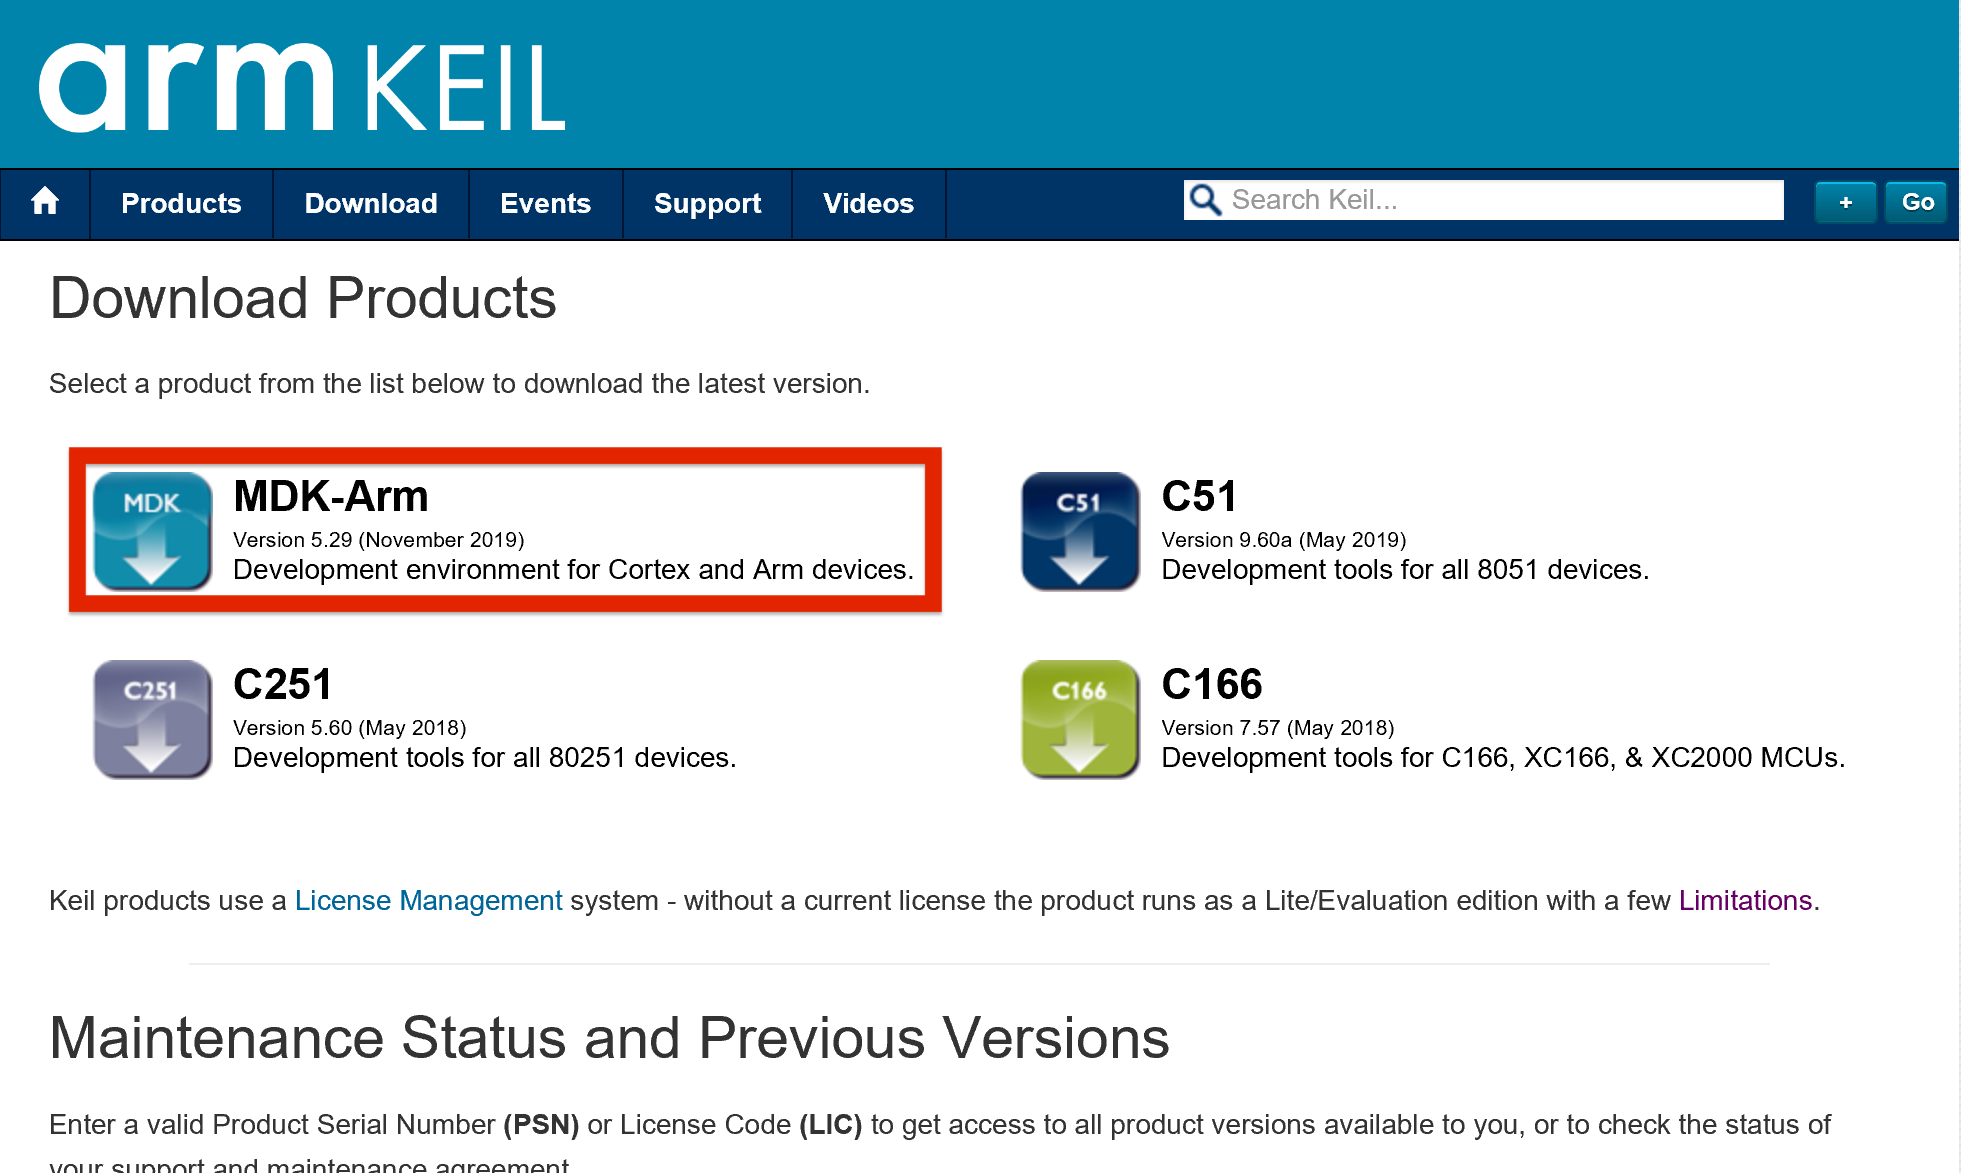 arm KEIL
Products Download Events Support Videos Search Keil... + Go
Download Products
Select a product from the list below to download the latest version.
MDK
MDK-Arm
Version 5.29 (November 2019)
Development environment for Cortex and Arm devices.
C51
C51
Version 9.60a (May 2019)
Development tools for all 8051 devices.
C251
C251
Version 5.60 (May 2018)
Development tools for all 80251 devices.
C166
C166
Version 7.57 (May 2018)
Development tools for C166, XC166, & XC2000 MCUs.
Keil products use a License Management system - without a current license the product runs as a Lite/Evaluation edition with a few Limitations.
Maintenance Status and Previous Versions
Enter a valid Product Serial Number (PSN) or License Code (LIC) to get access to all product versions available to you, or to check the status of
your support and maintenance agreement.